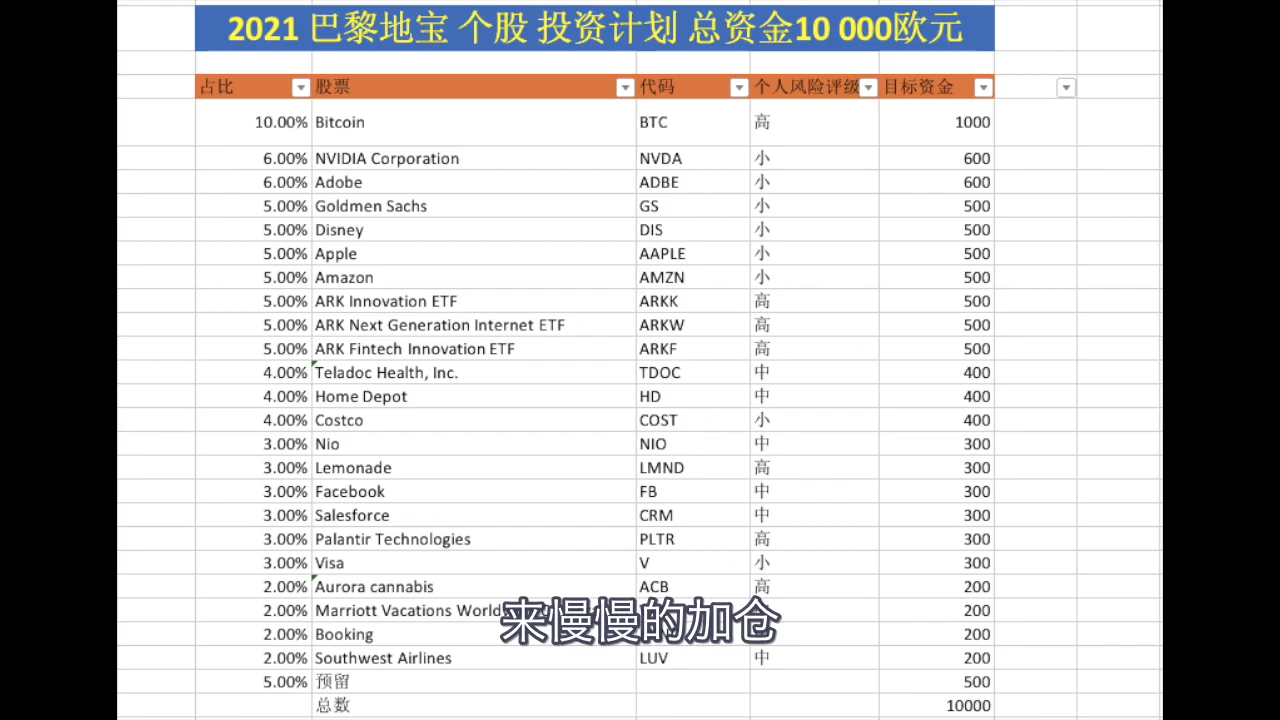 2021 巴黎地宝 个股 投资计划 总资金10 000欧元
占比 股票 代码 个人风险评级 目标资金
10.00% Bitcoin BTC 高 1000
6.00% NVIDIA Corporation NVDA 小 600
6.00% Adobe ADBE 小 600
5.00% Goldmen Sachs GS 小 500
5.00% Disney DIS 小 500
5.00% Apple AAPLE 小 500
5.00% Amazon AMZN 小 500
5.00% ARK Innovation ETF ARKK 高 500
5.00% ARK Next Generation Internet ETF ARKW 高 500
5.00% ARK Fintech Innovation ETF ARKF 高 500
4.00% Teladoc Health, Inc. TDOC 中 400
4.00% Home Depot HD 中 400
4.00% Costco COST 小 400
3.00% Nio NIO 中 300
3.00% Lemonade LMND 高 300
3.00% Facebook FB 中 300
3.00% Salesforce CRM 中 300
3.00% Palantir Technologies PLTR 高 300
3.00% Visa V 小 300
2.00% Aurora cannabis ACB 高 200
2.00% Marriott Vacations 200
来慢慢的加仓
2.00% Booking 200
2.00% Southwest Airlines LUV 中 200
5.00% 预留 500
总数 10000